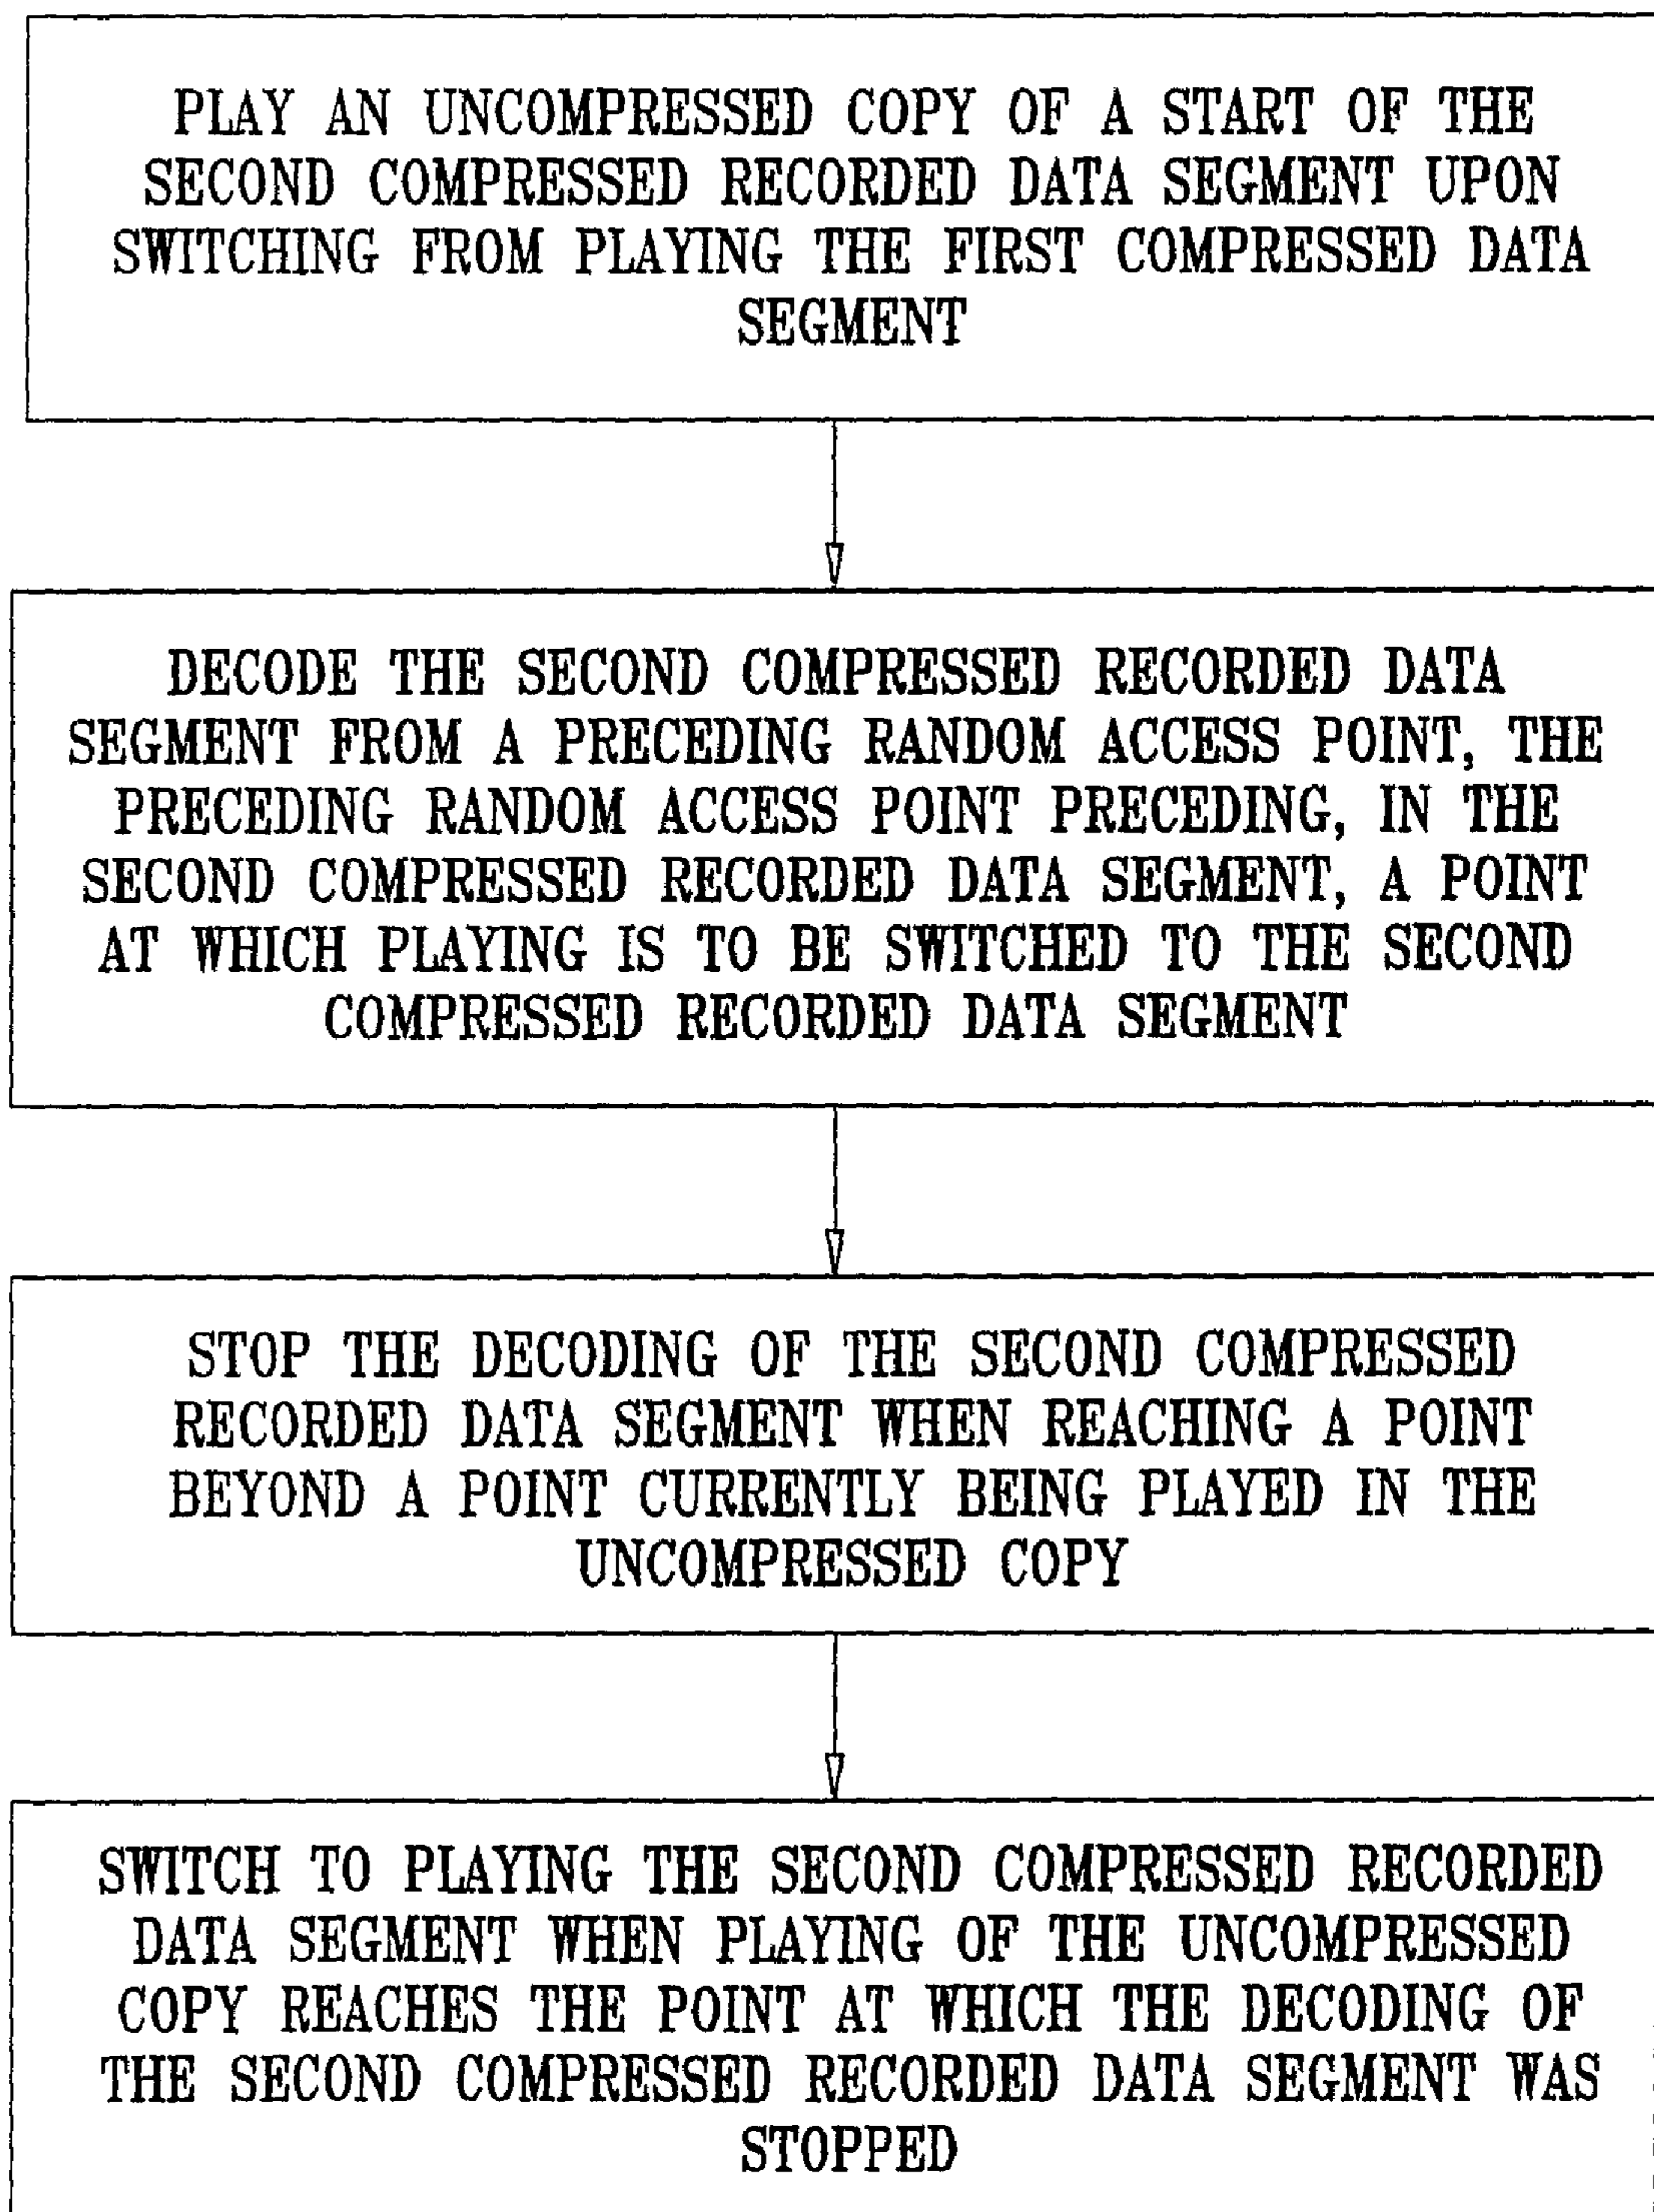 PLAY AN UNCOMPRESSED COPY OF A START OF THE
SECOND COMPRESSED RECORDED DATA SEGMENT UPON
SWITCHING FROM PLAYING THE FIRST COMPRESSED DATA
SEGMENT
DECODE THE SECOND COMPRESSED RECORDED DATA
SEGMENT FROM A PRECEDING RANDOM ACCESS POINT, THE
PRECEDING RANDOM ACCESS POINT PRECEDING, IN THE
SECOND COMPRESSED RECORDED DATA SEGMENT, A POINT
AT WHICH PLAYING IS TO BE SWITCHED TO THE SECOND
COMPRESSED RECORDED DATA SEGMENT
STOP THE DECODING OF THE SECOND COMPRESSED
RECORDED DATA SEGMENT WHEN REACHING A POINT
BEYOND A POINT CURRENTLY BEING PLAYED IN THE
UNCOMPRESSED COPY
SWITCH TO PLAYING THE SECOND COMPRESSED RECORDED
DATA SEGMENT WHEN PLAYING OF THE UNCOMPRESSED
COPY REACHES THE POINT AT WHICH THE DECODING OF
THE SECOND COMPRESSED RECORDED DATA SEGMENT WAS
STOPPED